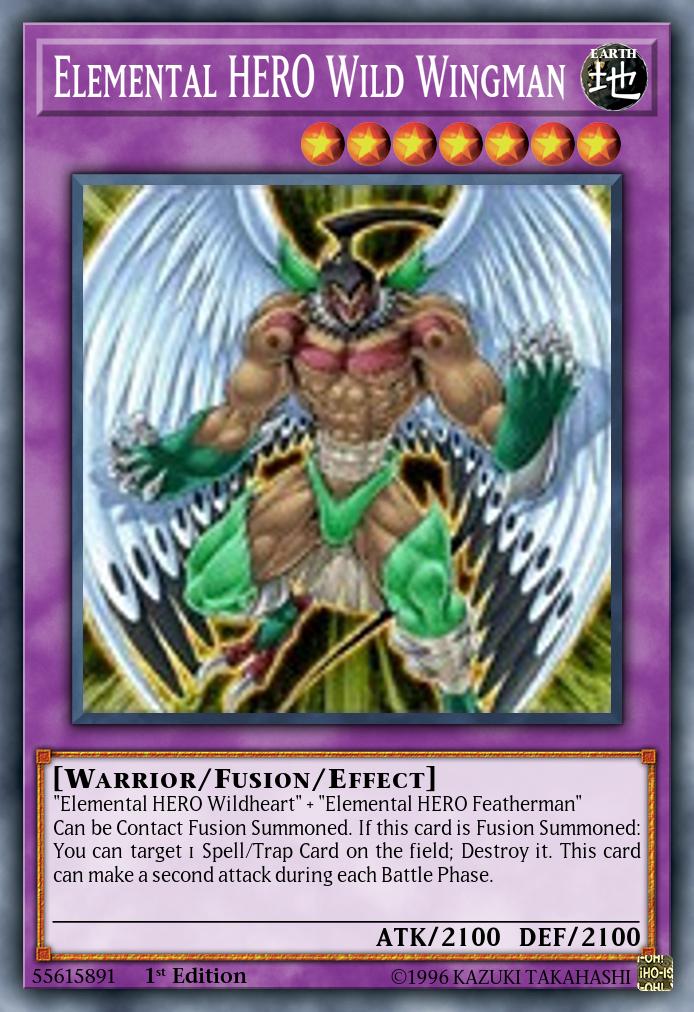 Elemental HERO Wild Wingman
EARTH
地
[Warrior/Fusion/Effect]
"Elemental HERO Wildheart" + "Elemental HERO Featherman"
Can be Contact Fusion Summoned. If this card is Fusion Summoned:
You can target 1 Spell/Trap Card on the field; Destroy it. This card
can make a second attack during each Battle Phase.
ATK/2100 DEF/2100
55615891 1st Edition ©1996 KAZUKI TAKAHASHI